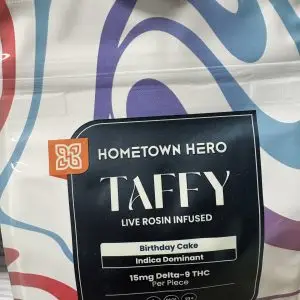 HOMETOWN HERO
TAFFY
LIVE ROSIN INFUSED
Birthday Cake
Indica Dominant
15mg Delta-9 THC
Per Piece